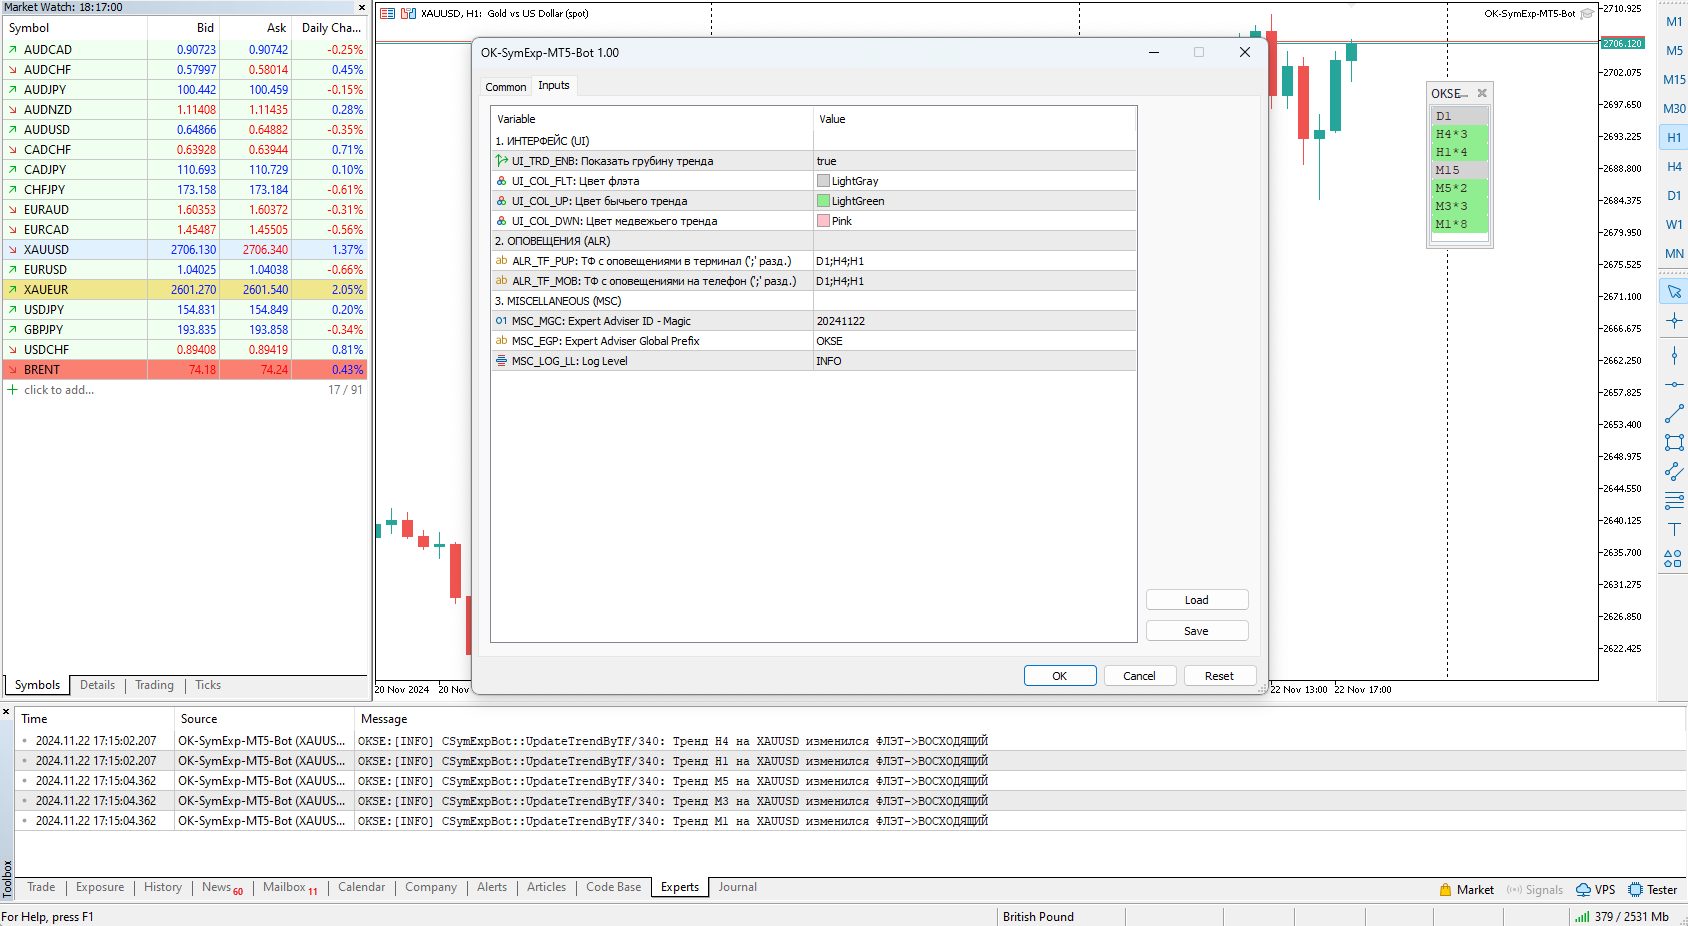 Market Watch: 18:17:00
Symbol Bid Ask Daily Cha...
AUDCAD 0.90723 0.90742 -0.25%
AUDCHF 0.57997 0.58014 0.45%
AUDJPY 100.442 100.459 -0.15%
AUDNZD 1.11408 1.11435 0.28%
AUDUSD 0.64866 0.64882 -0.35%
CADCHF 0.63928 0.63944 0.71%
CADJPY 110.693 110.729 0.10%
CHFJPY 173.158 173.184 -0.61%
EURAUD 1.60353 1.60372 -0.31%
EURCAD 1.45487 1.45505 -0.56%
XAUUSD 2706.130 2706.340 1.37%
EURUSD 1.04025 1.04038 -0.66%
XAUEUR 2601.270 2601.540 2.05%
USDJPY 154.831 154.849 0.20%
GBPJPY 193.835 193.858 -0.34%
USDCHF 0.89408 0.89419 0.81%
BRENT 74.18 74.24 0.43%
click to add... 17 / 91
Symbols Details Trading Ticks
XAUUSD, H1: Gold vs US Dollar (spot)
OK-SymExp-MT5-Bot
OK-SymExp-MT5-Bot 1.00
Common Inputs
Variable Value
1. ИНТЕРФЕЙС (UI)
UI_TRD_ENB: Показать грубину тренда true
UI_COL_FLT: Цвет флэта LightGray
UI_COL_UP: Цвет бычьего тренда LightGreen
UI_COL_DWN: Цвет медвежьего тренда Pink
2. ОПОВЕЩЕНИЯ (ALR)
ab ALR_TF_PUP: ТФ с оповещениями в терминал (';' разд.) D1;H4;H1
ab ALR_TF_MOB: ТФ с оповещениями на телефон (';' разд.) D1;H4;H1
3. MISCELLANEOUS (MSC)
01 MSC_MGC: Expert Adviser ID - Magic 20241122
ab MSC_EGP: Expert Adviser Global Prefix OKSE
MSC_LOG_LL: Log Level INFO
Load
Save
OK Cancel Reset
OKSE...
D1
H4*3
H1*4
M15
M5*2
M3*3
M1*8
2710.925
2706.120
2702.075
2697.650
2693.225
2688.800
2684.375
2679.950
2675.525
2671.100
2666.675
2662.250
2657.825
2653.400
2648.975
2644.550
2640.125
2635.700
2631.275
2626.850
2622.425
20 Nov 2024 20 Nov 22 Nov 13:00 22 Nov 17:00
M1
M5
M15
M30
H1
H4
D1
W1
MN
T
Time Source Message
2024.11.22 17:15:02.207 OK-SymExp-MT5-Bot (XAUUS... OKSE:[INFO] CSymExpBot::UpdateTrendByTF/340: Тренд H4 на XAUUSD изменился ФЛЭТ->ВОСХОДЯЩИЙ
2024.11.22 17:15:02.207 OK-SymExp-MT5-Bot (XAUUS... OKSE:[INFO] CSymExpBot::UpdateTrendByTF/340: Тренд H1 на XAUUSD изменился ФЛЭТ->ВОСХОДЯЩИЙ
2024.11.22 17:15:04.362 OK-SymExp-MT5-Bot (XAUUS... OKSE:[INFO] CSymExpBot::UpdateTrendByTF/340: Тренд M5 на XAUUSD изменился ФЛЭТ->ВОСХОДЯЩИЙ
2024.11.22 17:15:04.362 OK-SymExp-MT5-Bot (XAUUS... OKSE:[INFO] CSymExpBot::UpdateTrendByTF/340: Тренд M3 на XAUUSD изменился ФЛЭТ->ВОСХОДЯЩИЙ
2024.11.22 17:15:04.362 OK-SymExp-MT5-Bot (XAUUS... OKSE:[INFO] CSymExpBot::UpdateTrendByTF/340: Тренд M1 на XAUUSD изменился ФЛЭТ->ВОСХОДЯЩИЙ
Toolbox
Trade Exposure History News 60 Mailbox 11 Calendar Company Alerts Articles Code Base Experts Journal
Market Signals VPS Tester
For Help, press F1 British Pound 379 / 2531 Mb